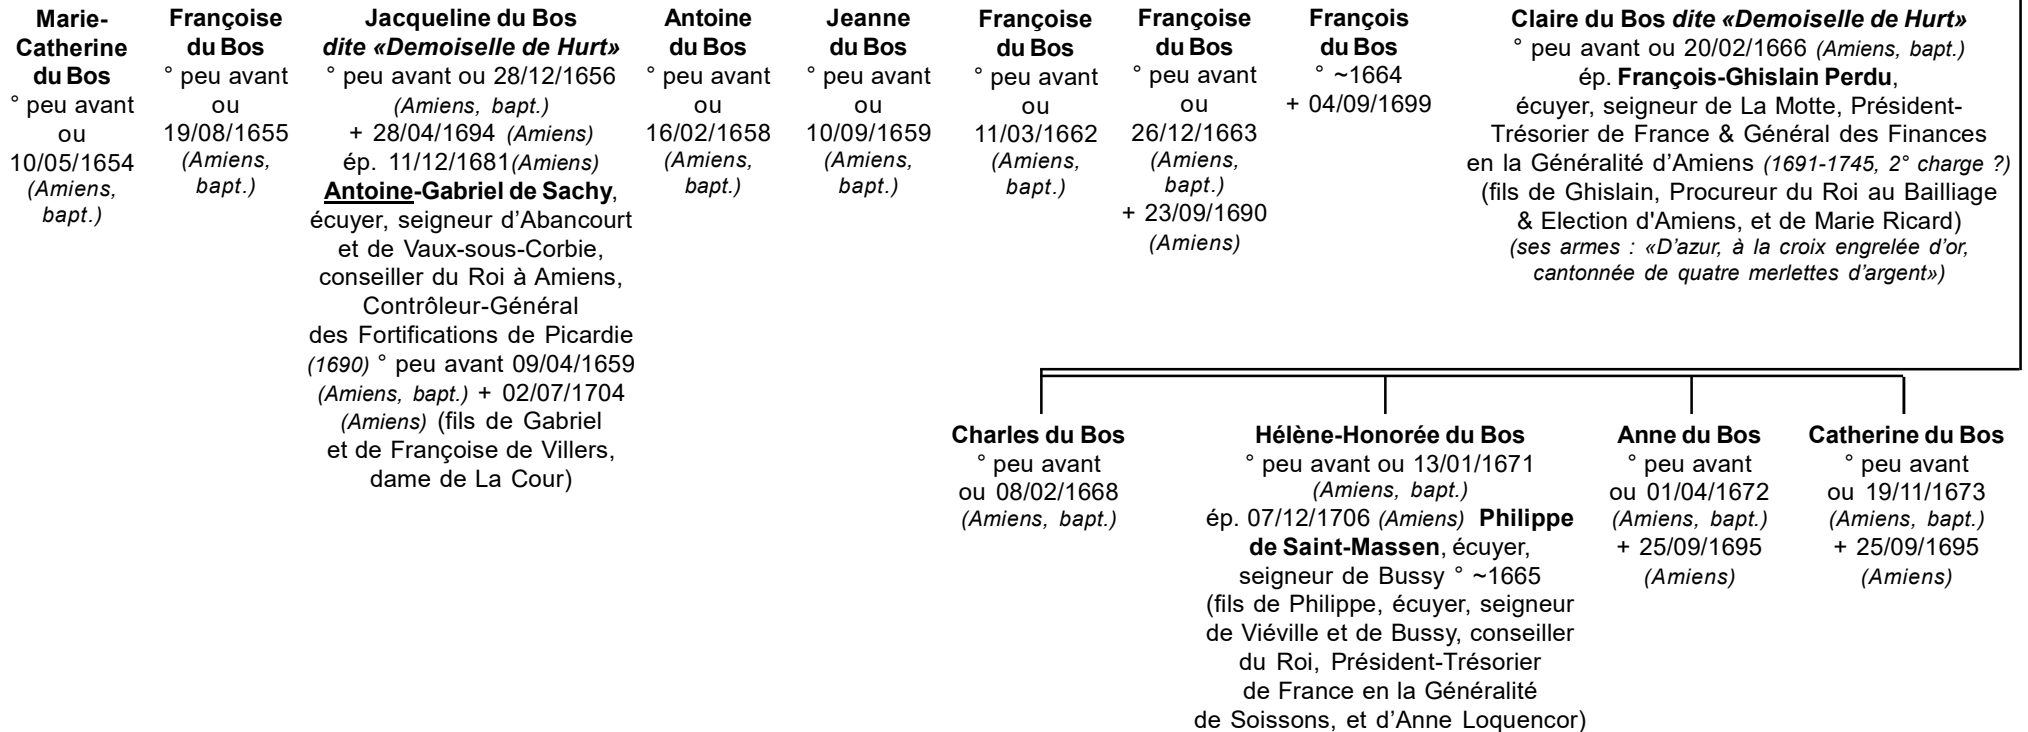 Marie-
Catherine
du Bos
° peu avant
ou
10/05/1654
(Amiens,
bapt.)
Françoise
du Bos
° peu avant
ou
19/08/1655
(Amiens,
bapt.)
Jacqueline du Bos
dite «Demoiselle de Hurt»
° peu avant ou 28/12/1656
(Amiens, bapt.)
+ 28/04/1694 (Amiens)
ép. 11/12/1681(Amiens)
Antoine-Gabriel de Sachy,
écuyer, seigneur d'Abancourt
et de Vaux-sous-Corbie,
conseiller du Roi à Amiens,
Contrôleur-Général
des Fortifications de Picardie
(1690) ° peu avant 09/04/1659
(Amiens, bapt.) + 02/07/1704
(Amiens) (fils de Gabriel
et de Françoise de Villers,
dame de La Cour)
Antoine
du Bos
° peu avant
ou
16/02/1658
(Amiens,
bapt.)
Jeanne
du Bos
° peu avant
ou
10/09/1659
(Amiens,
bapt.)
Françoise
du Bos
° peu avant
ou
11/03/1662
(Amiens,
bapt.)
Françoise
du Bos
° peu avant
ou
26/12/1663
(Amiens,
bapt.)
+ 23/09/1690
(Amiens)
François
du Bos
° ~1664
+ 04/09/1699
Claire du Bos dite «Demoiselle de Hurt»
° peu avant ou 20/02/1666 (Amiens, bapt.)
ép. François-Ghislain Perdu,
écuyer, seigneur de La Motte, Président-
Trésorier de France & Général des Finances
en la Généralité d'Amiens (1691-1745, 2° charge ?)
(fils de Ghislain, Procureur du Roi au Bailliage
& Election d'Amiens, et de Marie Ricard)
(ses armes : «D'azur, à la croix engrelée d'or,
cantonnée de quatre merlettes d'argent»)
Charles du Bos
° peu avant
ou 08/02/1668
(Amiens, bapt.)
Hélène-Honorée du Bos
° peu avant ou 13/01/1671
(Amiens, bapt.)
ép. 07/12/1706 (Amiens) Philippe
de Saint-Massen, écuyer,
seigneur de Bussy ° ~1665
(fils de Philippe, écuyer, seigneur
de Viéville et de Bussy, conseiller
du Roi, Président-Trésorier
de France en la Généralité
de Soissons, et d'Anne Loquencor)
Anne du Bos
° peu avant
ou 01/04/1672
(Amiens, bapt.)
+ 25/09/1695
(Amiens)
Catherine du Bos
° peu avant
ou 19/11/1673
(Amiens, bapt.)
+ 25/09/1695
(Amiens)